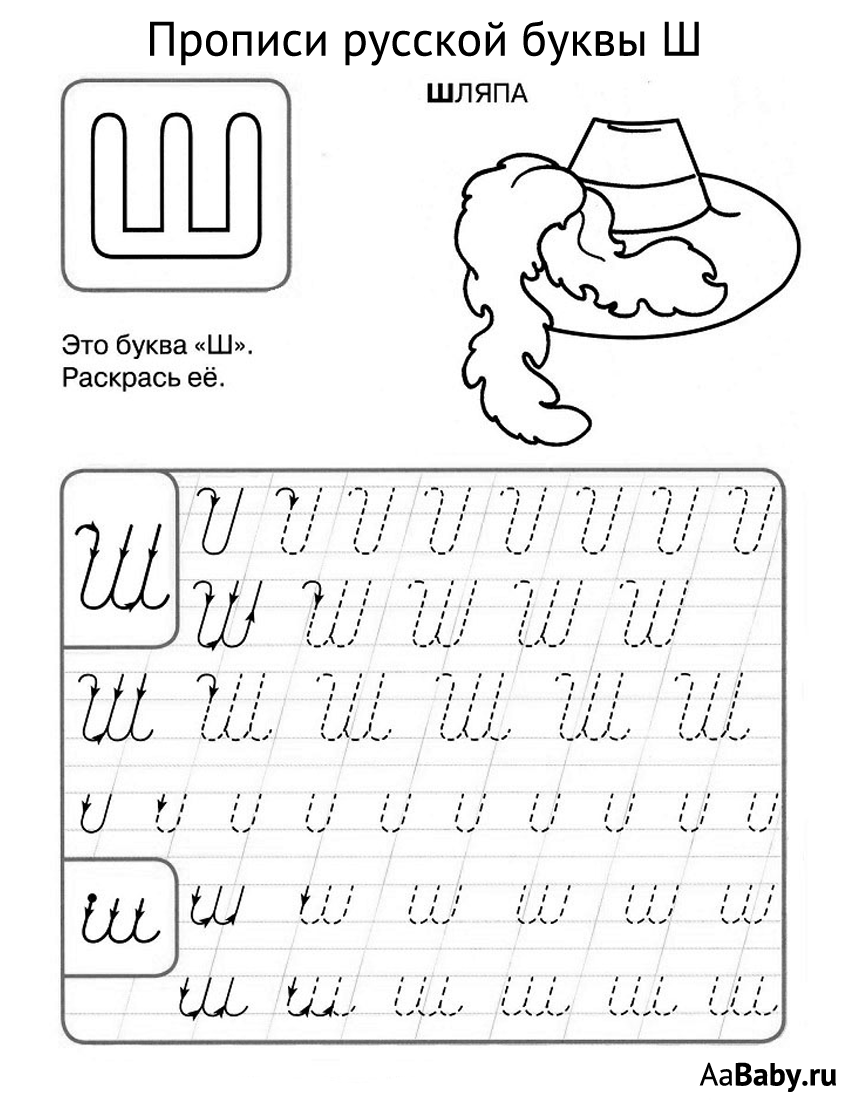 Прописи русской буквы Ш
Ш
ШЛЯПА
Это буква «Ш».
Раскрась её.
Ш
Ш
Ш Ш Ш Ш Ш Ш
ш
ш ш ш ш ш ш
AaBaby.ru